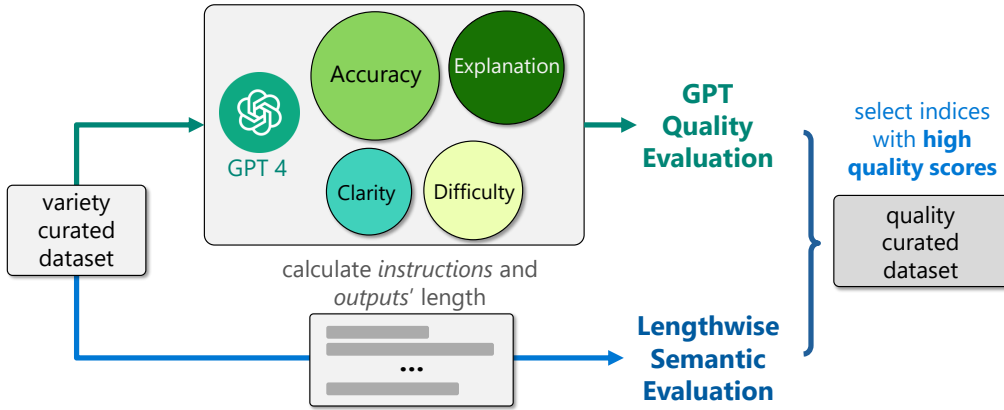 variety
curated
dataset
GPT 4
Accuracy
Explanation
Clarity
Difficulty
GPT
Quality
Evaluation
calculate instructions and
outputs' length
...
Lengthwise
Semantic
Evaluation
select indices
with high
quality scores
quality
curated
dataset